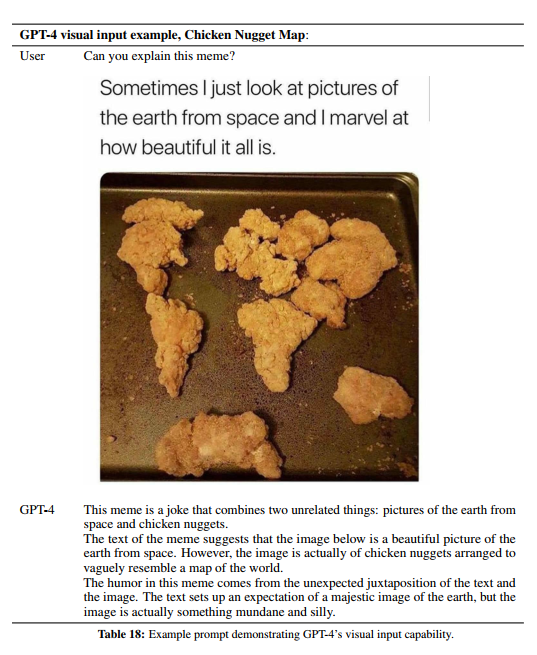 GPT-4 visual input example, Chicken Nugget Map:
User Can you explain this meme?
Sometimes I just look at pictures of
the earth from space and I marvel at
how beautiful it all is.
GPT-4 This meme is a joke that combines two unrelated things: pictures of the earth from
space and chicken nuggets.
The text of the meme suggests that the image below is a beautiful picture of the
earth from space. However, the image is actually of chicken nuggets arranged to
vaguely resemble a map of the world.
The humor in this meme comes from the unexpected juxtaposition of the text and
the image. The text sets up an expectation of a majestic image of the earth, but the
image is actually something mundane and silly.
Table 18: Example prompt demonstrating GPT-4's visual input capability.